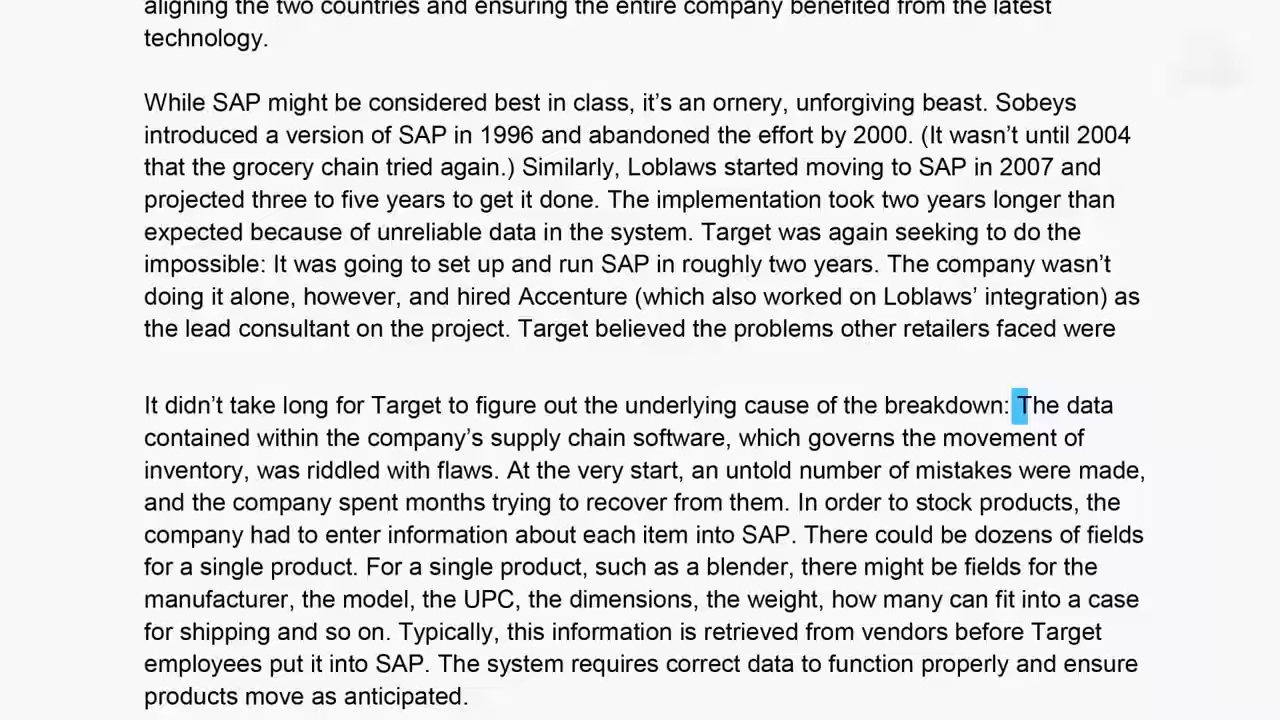 aligning the two countries and ensuring the entire company benefited from the latest
technology.
While SAP might be considered best in class, it’s an ornery, unforgiving beast. Sobeys
introduced a version of SAP in 1996 and abandoned the effort by 2000. (It wasn’t until 2004
that the grocery chain tried again.) Similarly, Loblaws started moving to SAP in 2007 and
projected three to five years to get it done. The implementation took two years longer than
expected because of unreliable data in the system. Target was again seeking to do the
impossible: It was going to set up and run SAP in roughly two years. The company wasn’t
doing it alone, however, and hired Accenture (which also worked on Loblaws’ integration) as
the lead consultant on the project. Target believed the problems other retailers faced were
It didn’t take long for Target to figure out the underlying cause of the breakdown: The data
contained within the company’s supply chain software, which governs the movement of
inventory, was riddled with flaws. At the very start, an untold number of mistakes were made,
and the company spent months trying to recover from them. In order to stock products, the
company had to enter information about each item into SAP. There could be dozens of fields
for a single product. For a single product, such as a blender, there might be fields for the
manufacturer, the model, the UPC, the dimensions, the weight, how many can fit into a case
for shipping and so on. Typically, this information is retrieved from vendors before Target
employees put it into SAP. The system requires correct data to function properly and ensure
products move as anticipated.